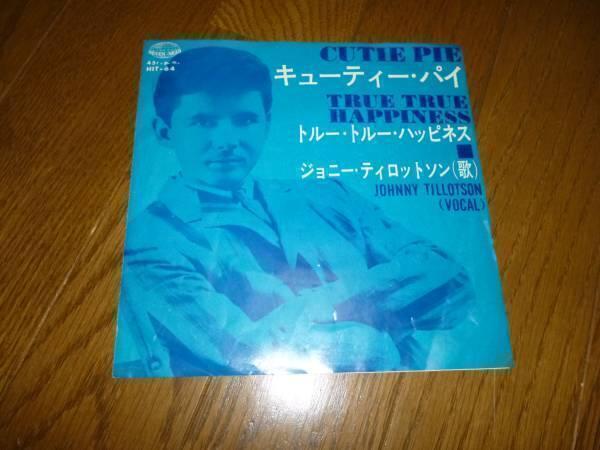 SEVEN SEAS
HIT-64
CUTIE PIE
キューティー・パイ
TRUE TRUE
HAPPINESS
トルー・トルー・ハッピネス
ジョニー・ティロットソン(歌)
JOHNNY TILLOTSON
(VOCAL)